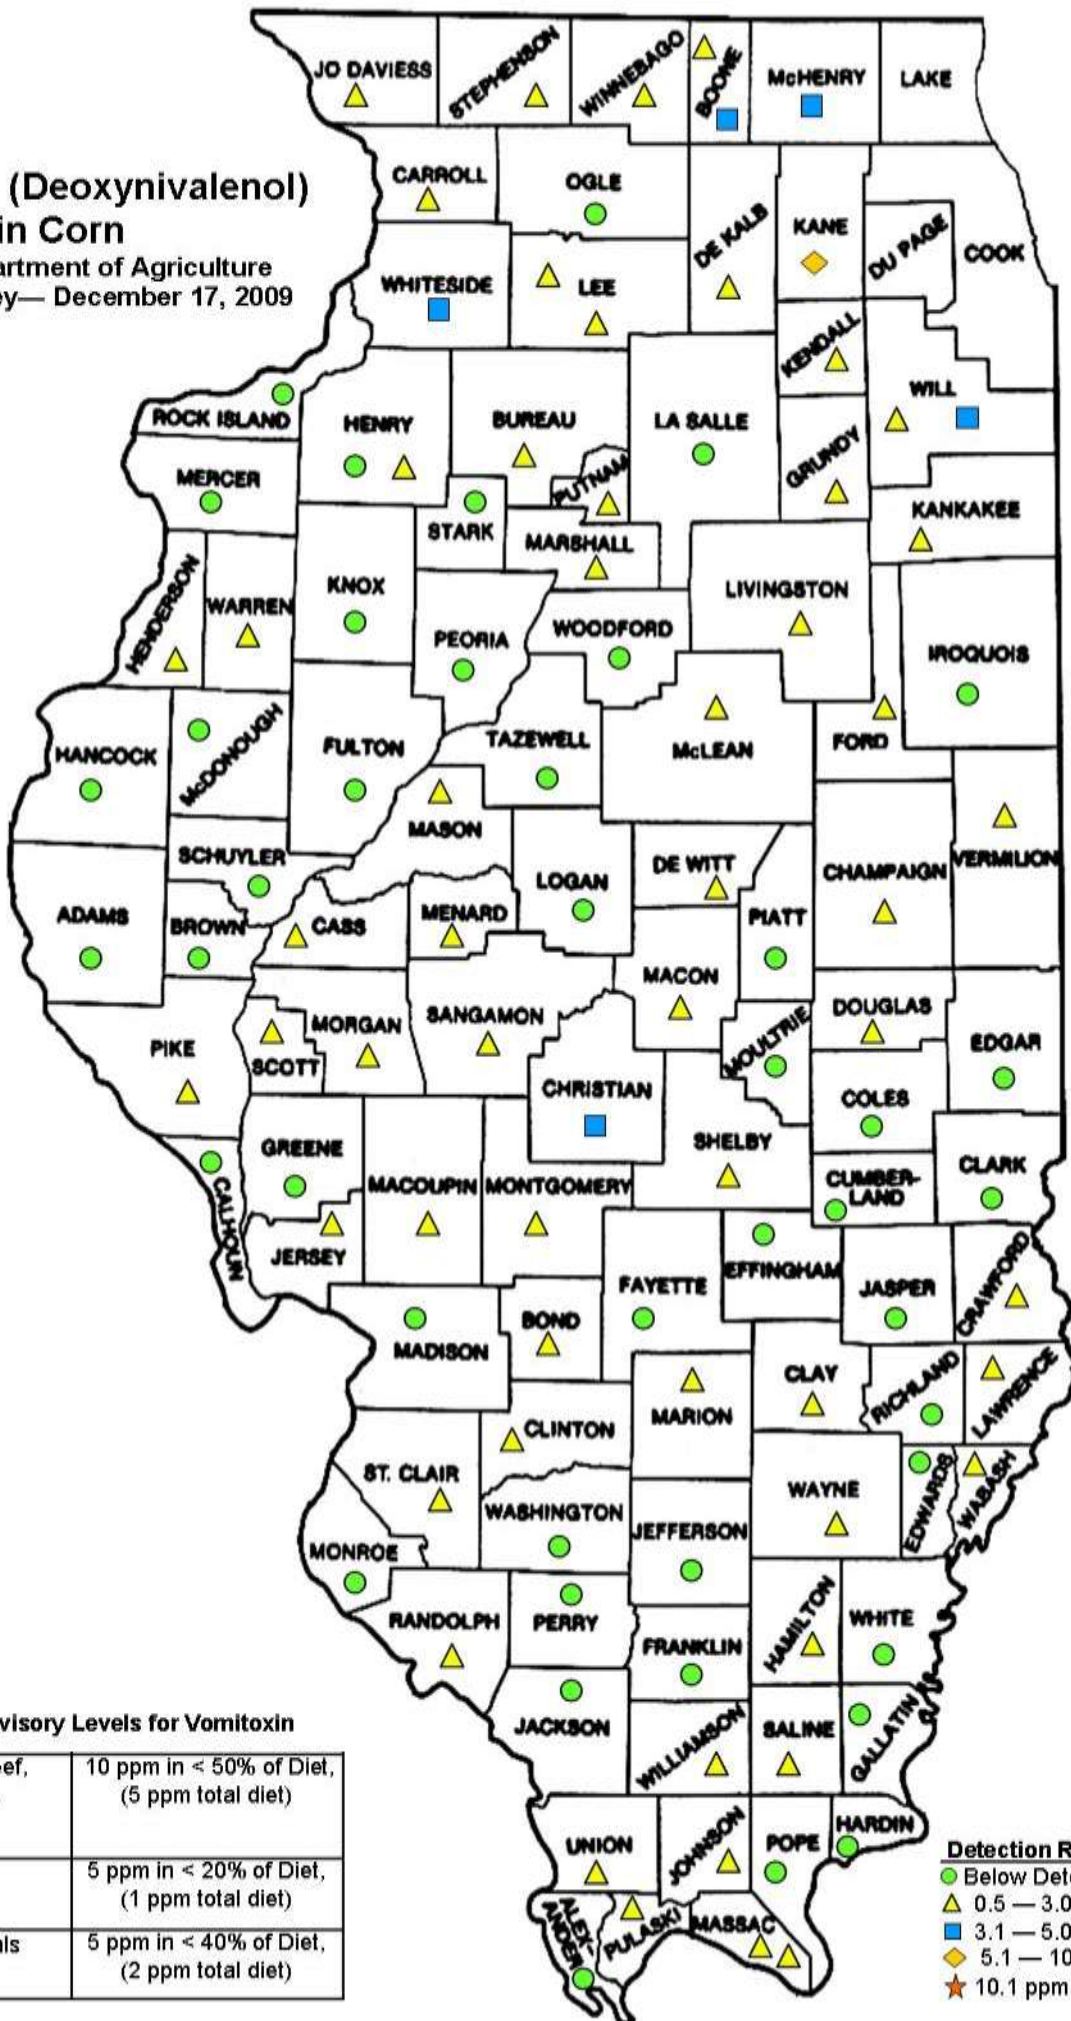 (Deoxynivalenol)
in Corn
artment of Agriculture
ey— December 17, 2009
JO DAVIESS
STEPHENSON
WINNEBAGO
BOONE
McHENRY
LAKE
CARROLL
OGLE
DE KALB
KANE
DU PAGE
COOK
WHITESIDE
LEE
KENDALL
WILL
ROCK ISLAND
HENRY
BUREAU
LA SALLE
GRUNDY
MERCER
PUTNAM
KANKAKEE
STARK
MARSHALL
HENDERSON
WARREN
KNOX
PEORIA
WOODFORD
LIVINGSTON
IROQUOIS
HANCOCK
McDONOUGH
FULTON
TAZEWELL
McLEAN
FORD
MASON
SCHUYLER
LOGAN
DE WITT
CHAMPAIGN
VERMILION
ADAMS
BROWN
CASS
MENARD
PIATT
MACON
PIKE
SCOTT
MORGAN
SANGAMON
MOULTRIE
DOUGLAS
EDGAR
CHRISTIAN
COLES
SHELBY
GREENE
MACOUPIN
MONTGOMERY
CUMBER-
LAND
CLARK
CALHOUN
JERSEY
FAYETTE
EFFINGHAM
JASPER
CRAWFORD
MADISON
BOND
CLAY
RICHLAND
LAWRENCE
MARION
CLINTON
ST. CLAIR
WAYNE
EDWARDS
WABASH
WASHINGTON
JEFFERSON
MONROE
RANDOLPH
PERRY
HAMILTON
WHITE
FRANKLIN
JACKSON
WILLIAMSON
SALINE
GALLATIN
UNION
JOHNSON
POPE
HARDIN
ALEX-
ANDER
PULASKI
MASSAC
visory Levels for Vomitoxin
ef,
10 ppm in < 50% of Diet,
(5 ppm total diet)
5 ppm in < 20% of Diet,
(1 ppm total diet)
als
5 ppm in < 40% of Diet,
(2 ppm total diet)
Detection R
Below Dete
0.5 — 3.0
3.1 — 5.0
5.1 — 10
10.1 ppm